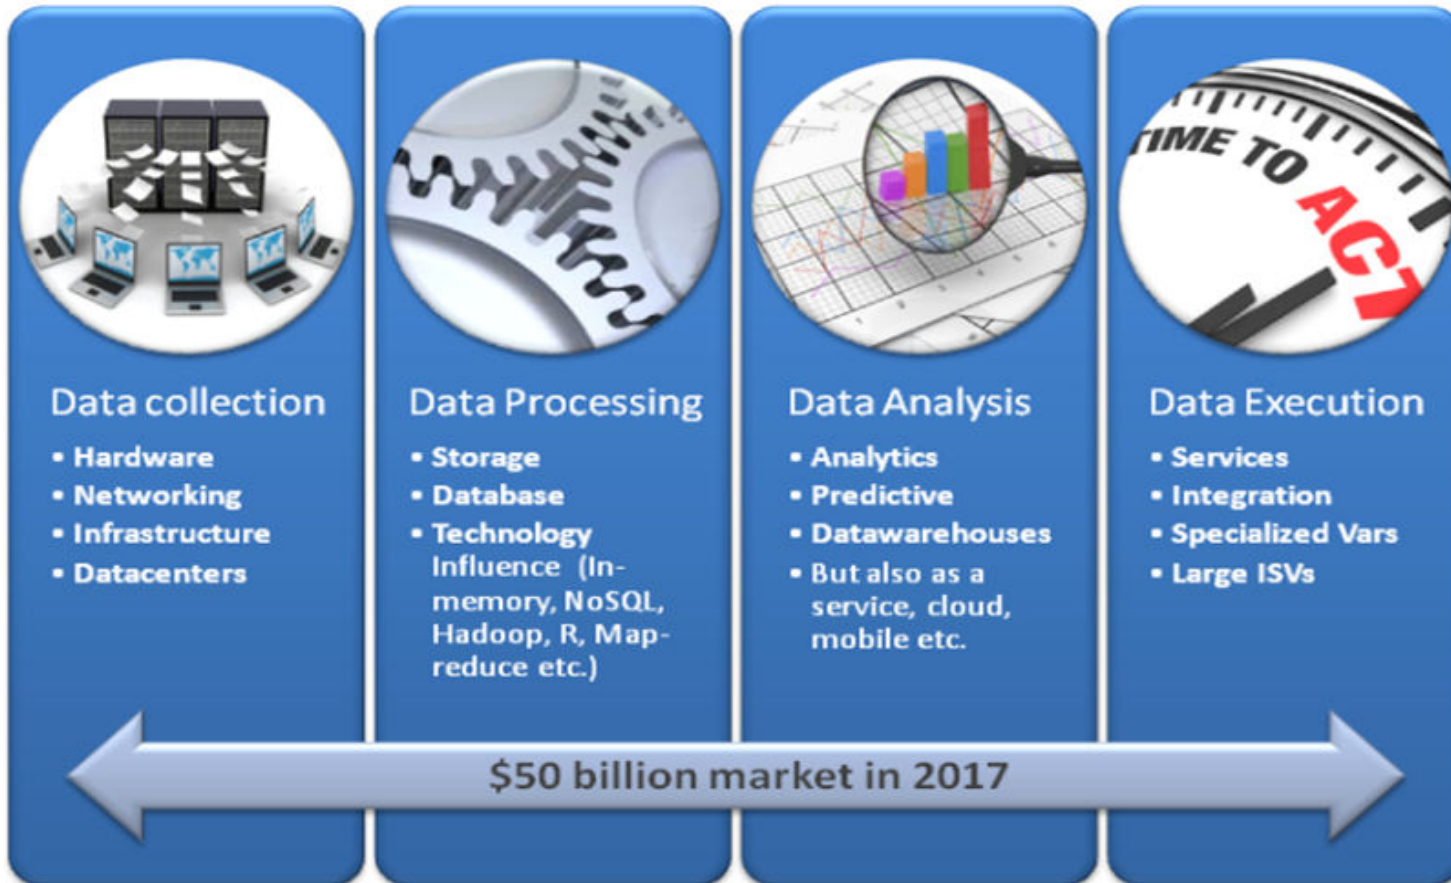 TIME TO ACT
Data collection
▪ Hardware
▪ Networking
▪ Infrastructure
▪ Datacenters
Data Processing
▪ Storage
▪ Database
▪ Technology
Influence (In-
memory, NoSQL,
Hadoop, R, Map-
reduce etc.)
Data Analysis
▪ Analytics
▪ Predictive
▪ Datawarehouses
▪ But also as a
service, cloud,
mobile etc.
Data Execution
▪ Services
▪ Integration
▪ Specialized Vars
▪ Large ISVs
$50 billion market in 2017